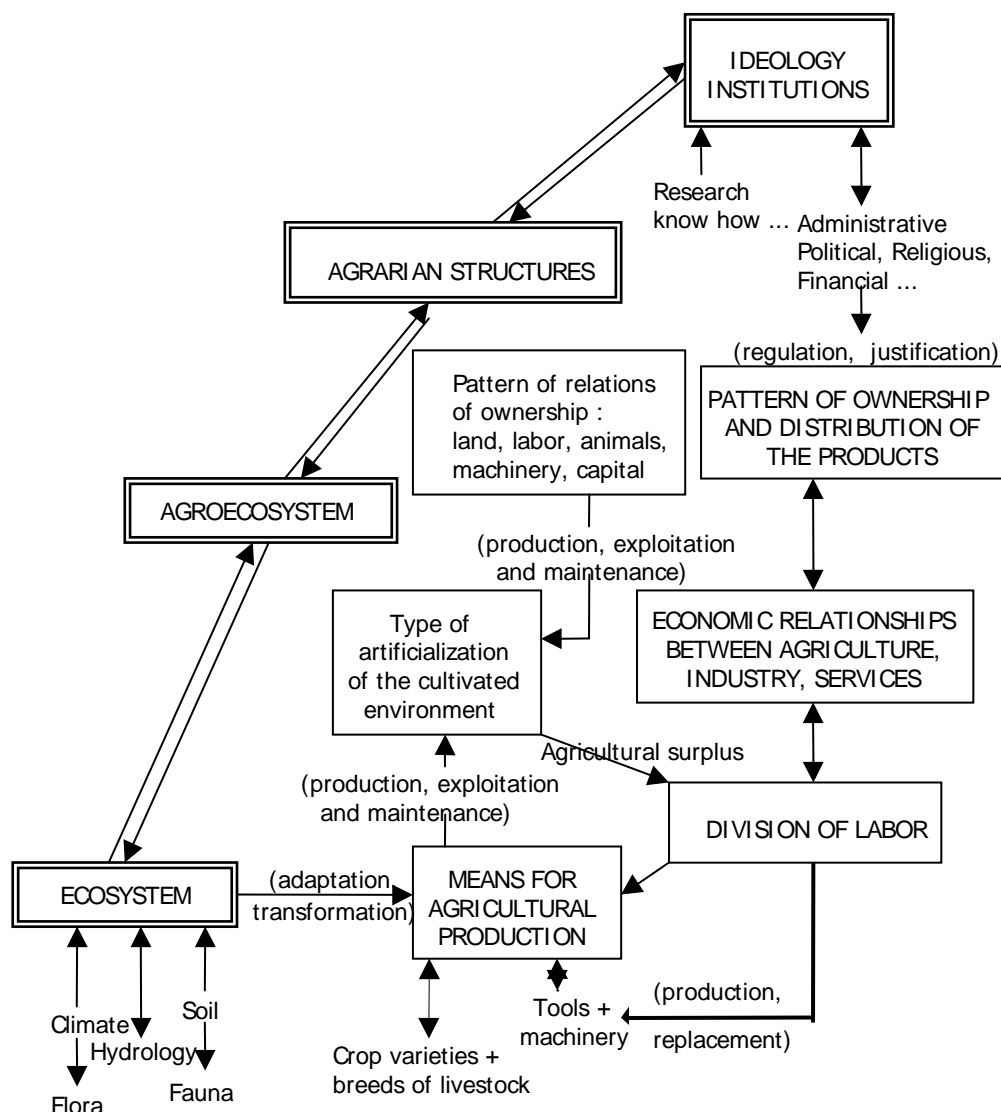 IDEOLOGY
INSTITUTIONS
Research
know how ...
Administrative
Political, Religious,
Financial ...
AGRARIAN STRUCTURES
(regulation, justification)
Pattern of relations
of ownership :
land, labor, animals,
machinery, capital
PATTERN OF OWNERSHIP
AND DISTRIBUTION OF
THE PRODUCTS
AGROECOSYSTEM
(production, exploitation
and maintenance)
Type of
artificialization
of the cultivated
environment
ECONOMIC RELATIONSHIPS
BETWEEN AGRICULTURE,
INDUSTRY, SERVICES
Agricultural surplus
(production, exploitation
and maintenance)
DIVISION OF LABOR
ECOSYSTEM
(adaptation
transformation)
MEANS FOR
AGRICULTURAL
PRODUCTION
Climate
Hydrology
Soil
Flora
Fauna
Crop varieties +
breeds of livestock
Tools +
machinery
(production,
replacement)